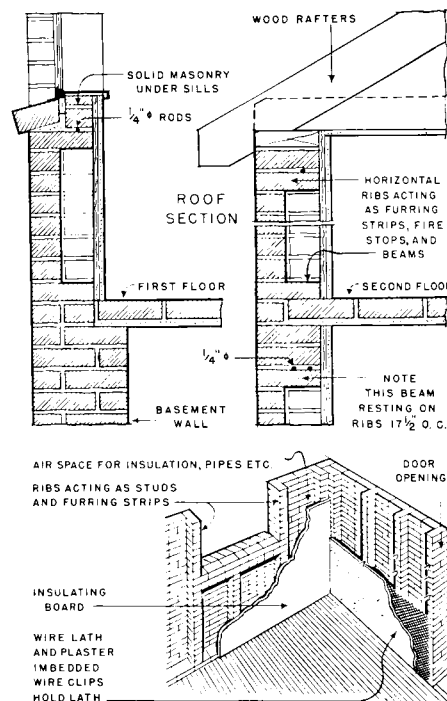 WOOD RAFTERS
SOLID MASONRY
UNDER SILLS
1/4" φ RODS
ROOF
SECTION
HORIZONTAL
RIBS ACTING
AS FURRING
STRIPS, FIRE
STOPS, AND
BEAMS
FIRST FLOOR
SECOND FLOOR
1/4" φ
NOTE
THIS BEAM
RESTING ON
RIBS 17 1/2" O.C.
BASEMENT
WALL
AIR SPACE FOR INSULATION, PIPES ETC.
DOOR
OPENING
RIBS ACTING AS STUDS
AND FURRING STRIPS
INSULATING
BOARD
WIRE LATH
AND PLASTER
IMBEDDED
WIRE CLIPS
HOLD LATH